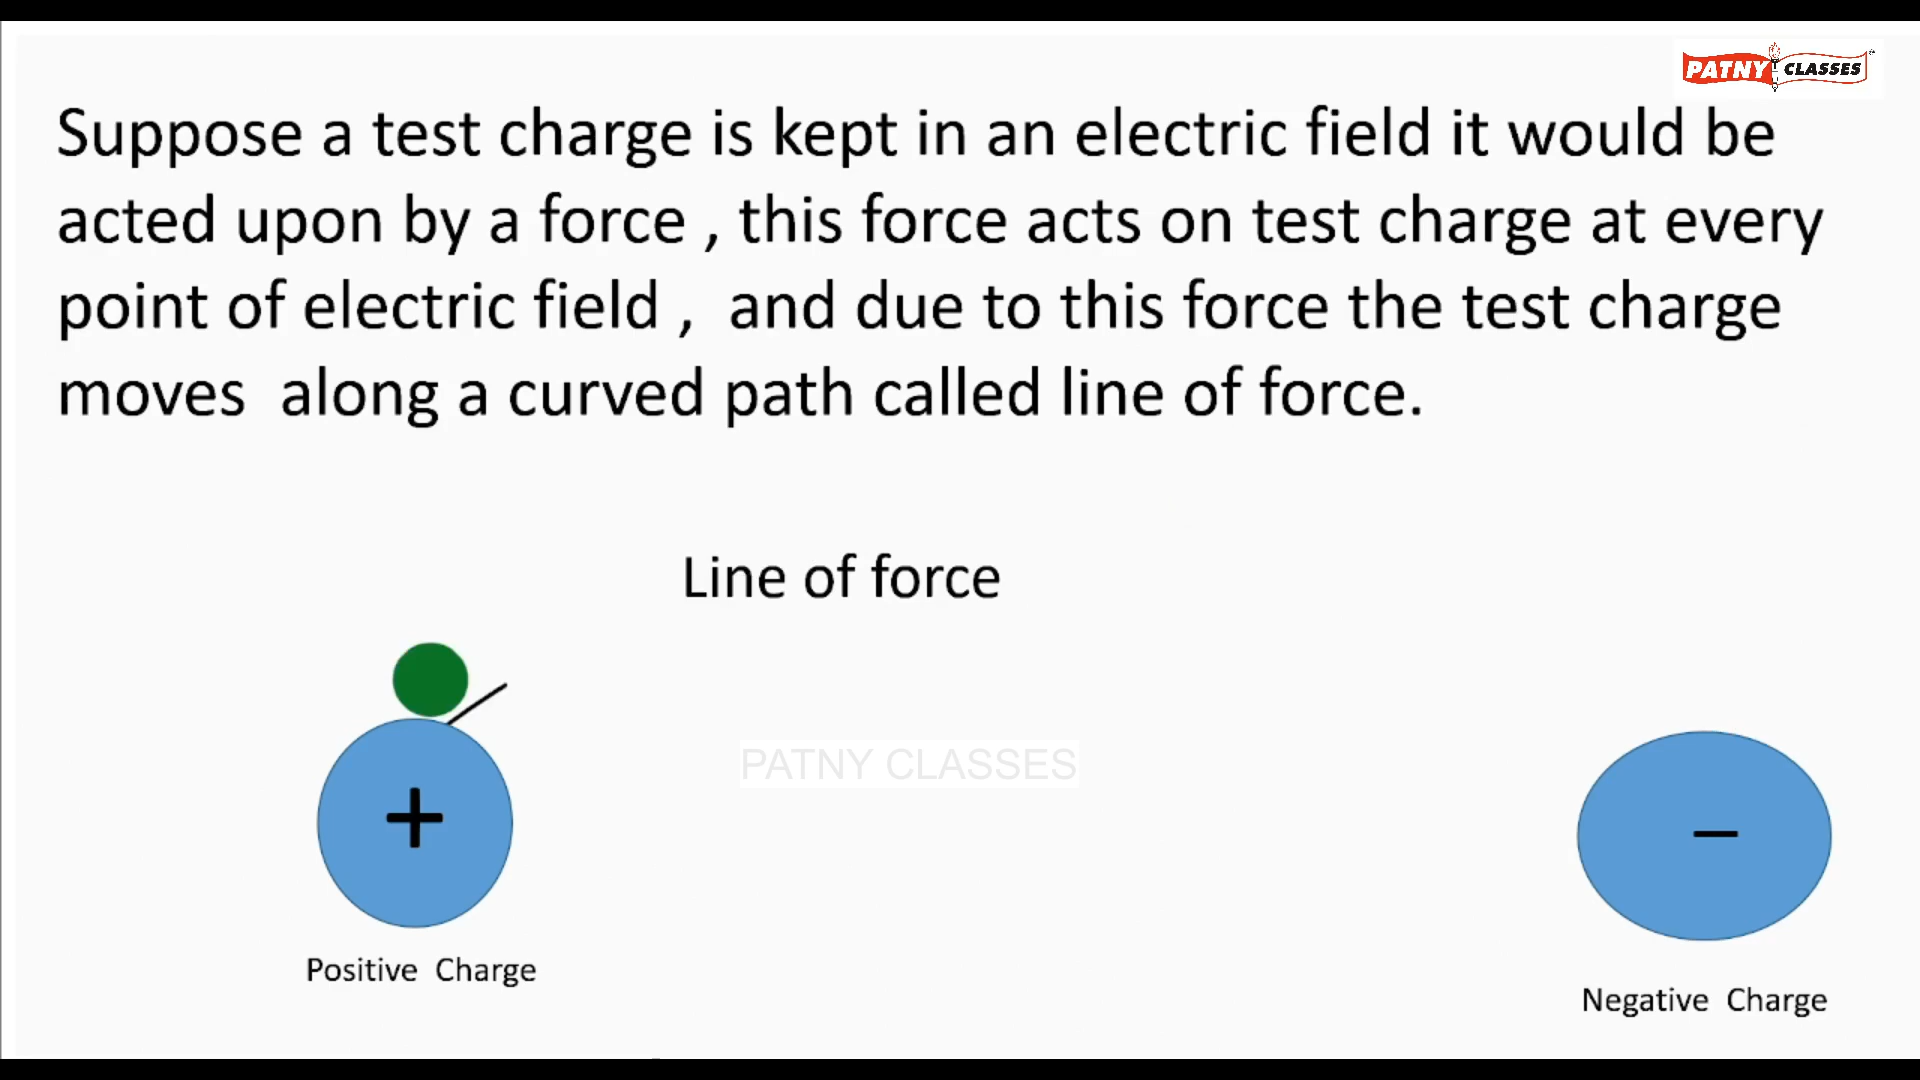 PATNY CLASSES
Suppose a test charge is kept in an electric field it would be
acted upon by a force , this force acts on test charge at every
point of electric field ,  and due to this force the test charge
moves  along a curved path called line of force.
Line of force
PATNY CLASSES
+
–
Positive  Charge
Negative  Charge